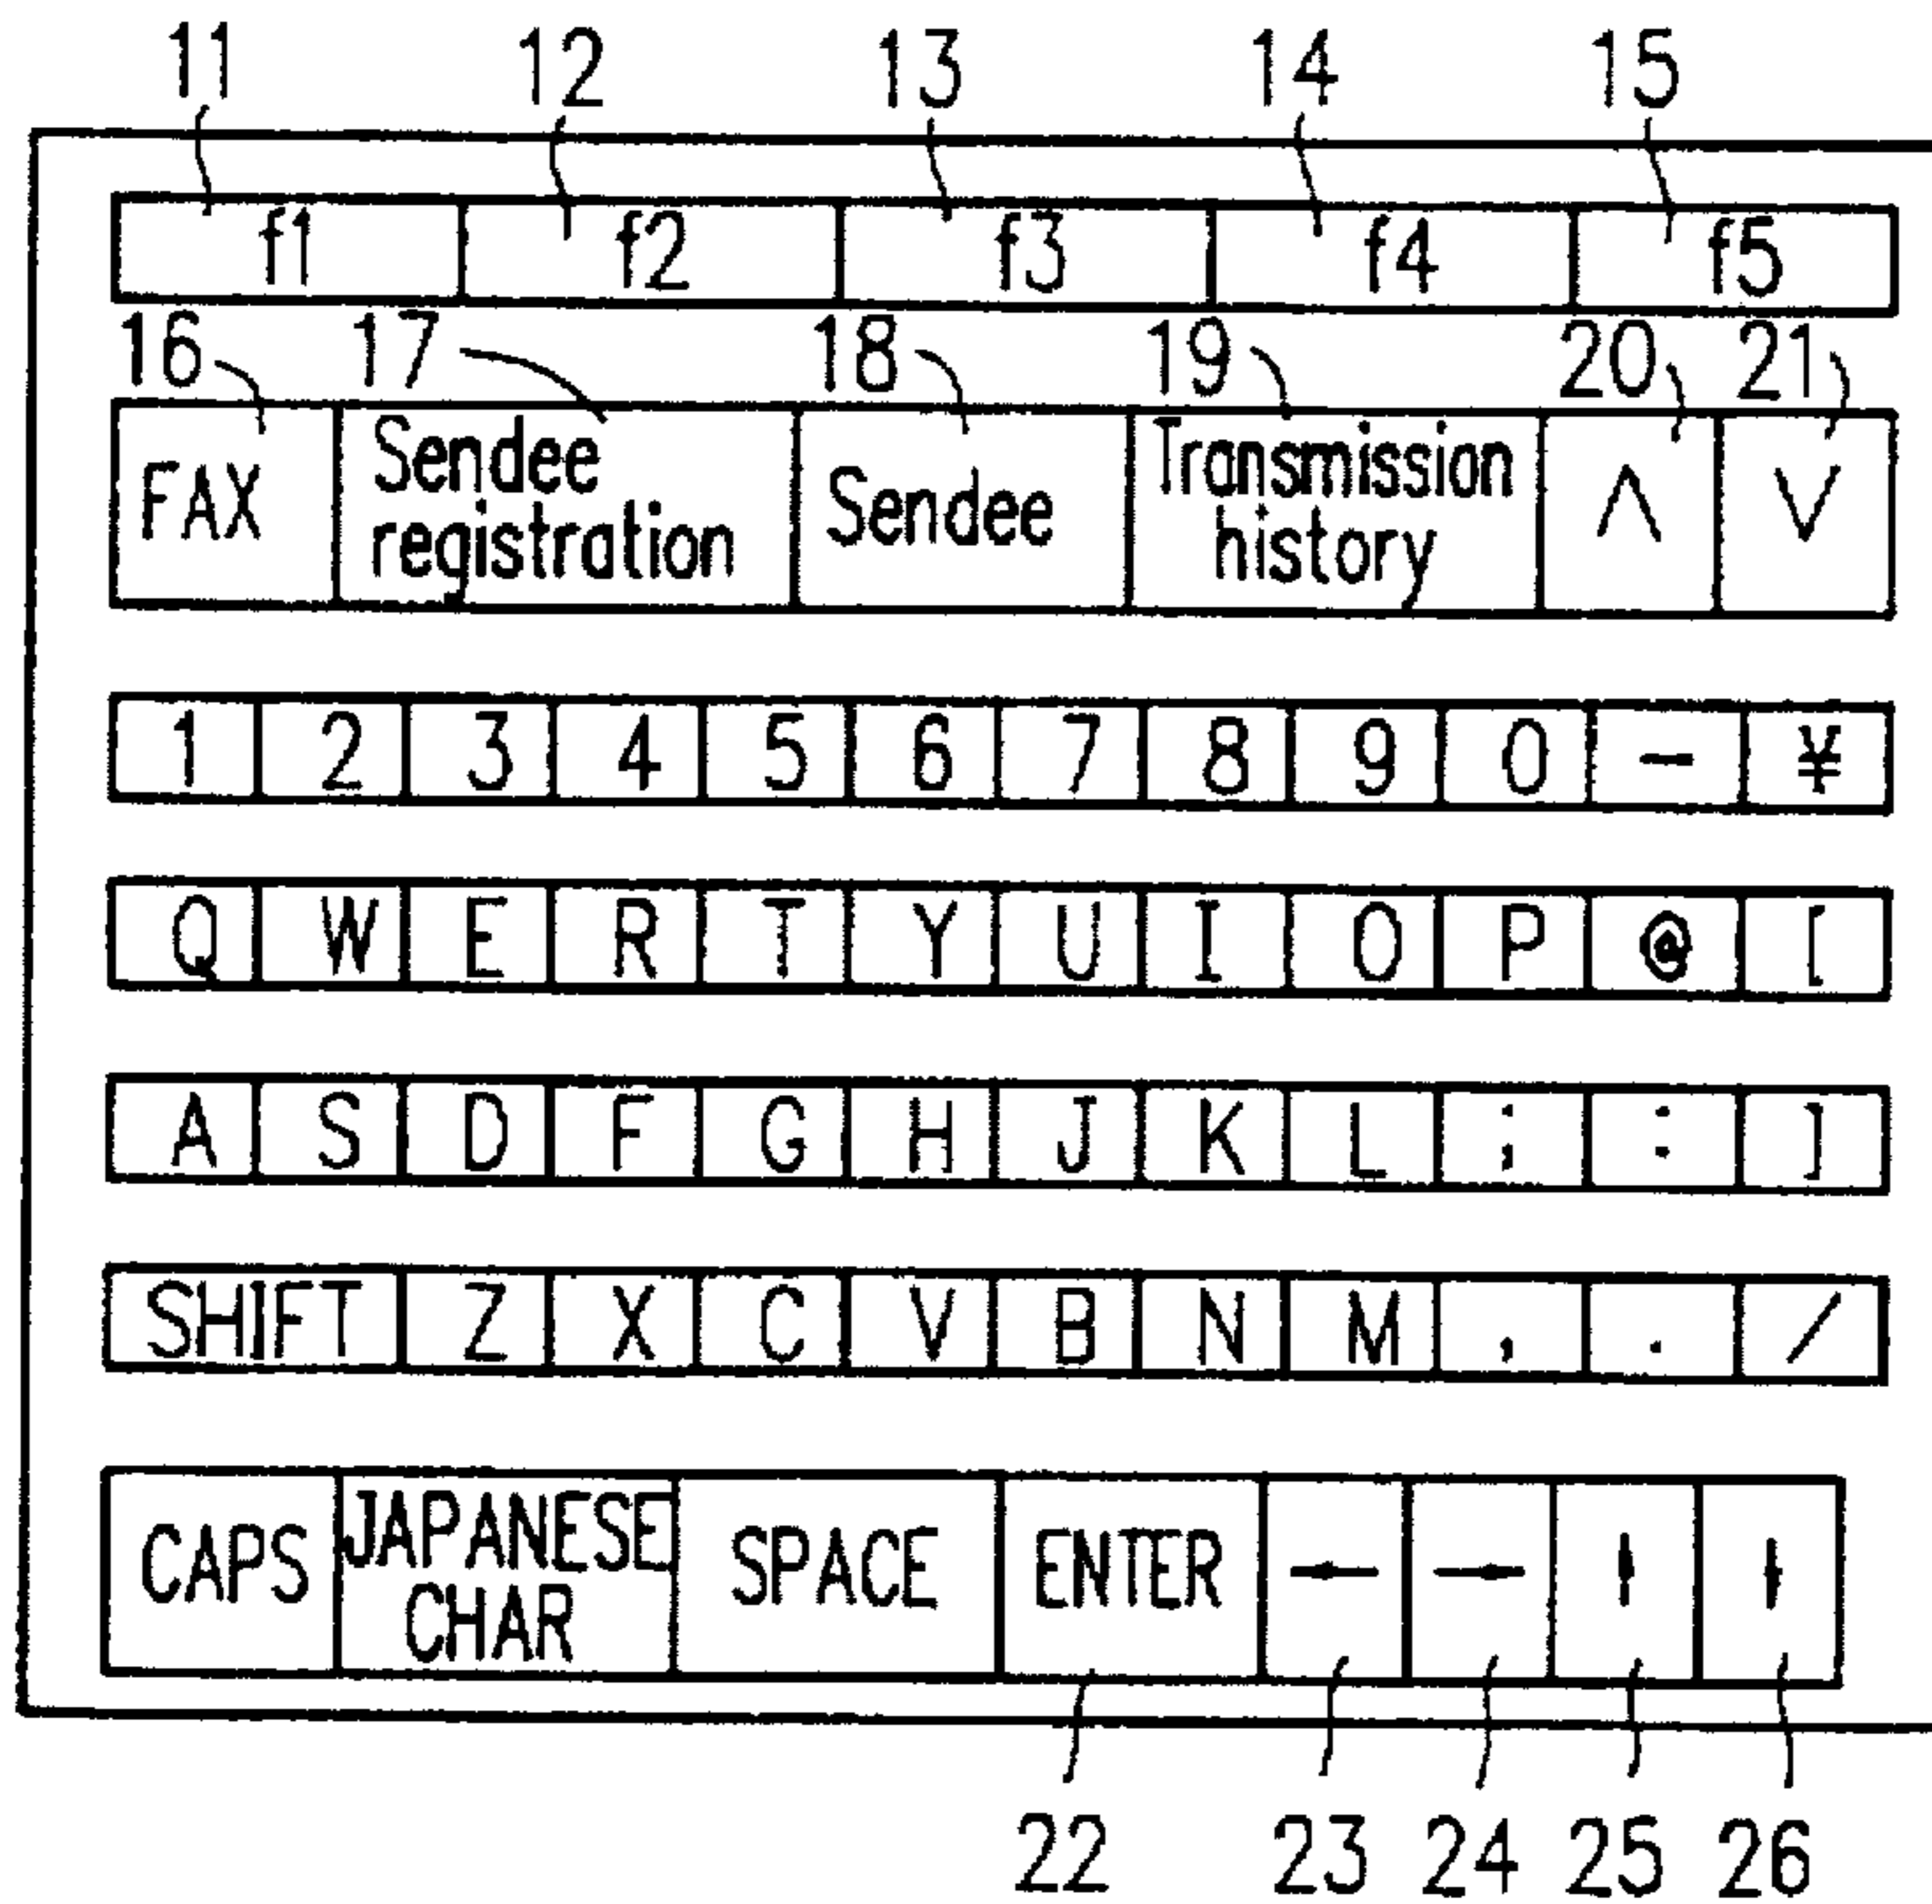 11 12 13 14 15
f1 f2 f3 f4 f5
16 17 18 19 20 21
FAX Sendee registration Sendee Transmission history ∧ ∨
1 2 3 4 5 6 7 8 9 0 - ¥
Q W E R T Y U I O P @ [
A S D F G H J K L ; : ]
SHIFT Z X C V B N M , . /
CAPS JAPANESE CHAR SPACE ENTER ← → ↑ ↓
22 23 24 25 26